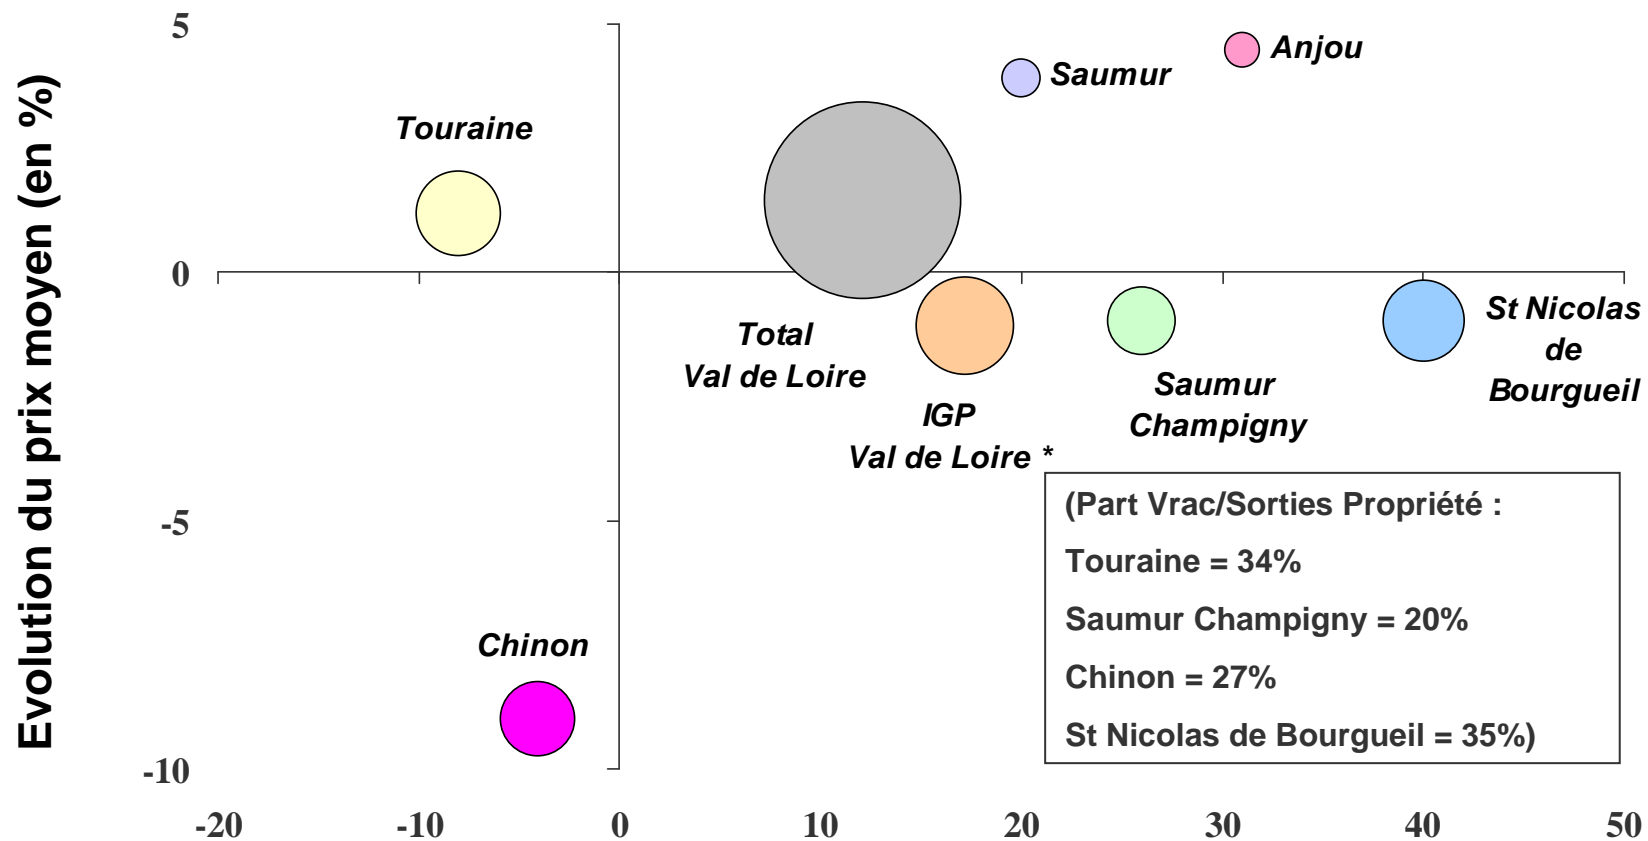 Evolution du prix moyen (en %)
5
0
-5
-10
Touraine
Saumur
Anjou
Total
Val de Loire
IGP
Val de Loire *
Saumur
Champigny
St Nicolas
de
Bourgueil
Chinon
(Part Vrac/Sorties Propriété :
Touraine = 34%
Saumur Champigny = 20%
Chinon = 27%
St Nicolas de Bourgueil = 35%)
-20 -10 0 10 20 30 40 50